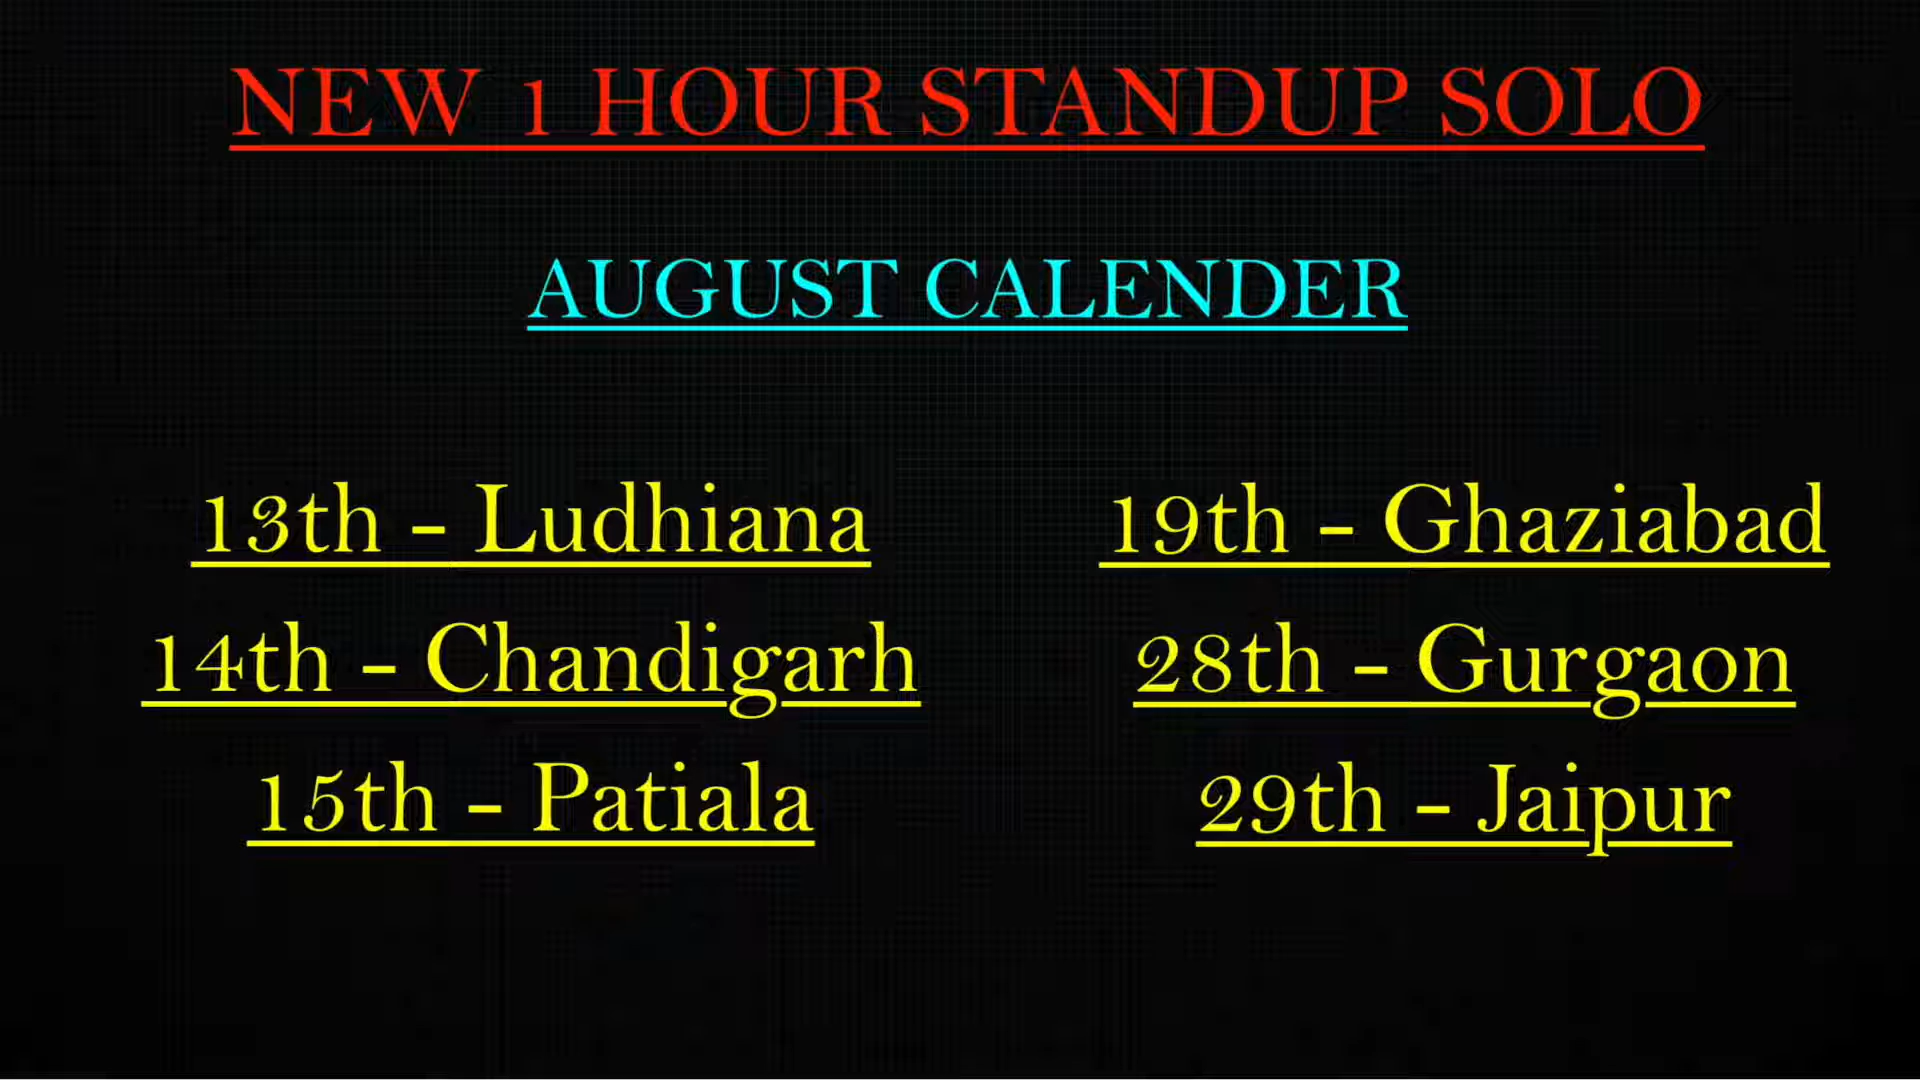 NEW 1 HOUR STANDUP SOLO
AUGUST CALENDER
13th - Ludhiana
14th - Chandigarh
15th - Patiala
19th - Ghaziabad
28th - Gurgaon
29th - Jaipur